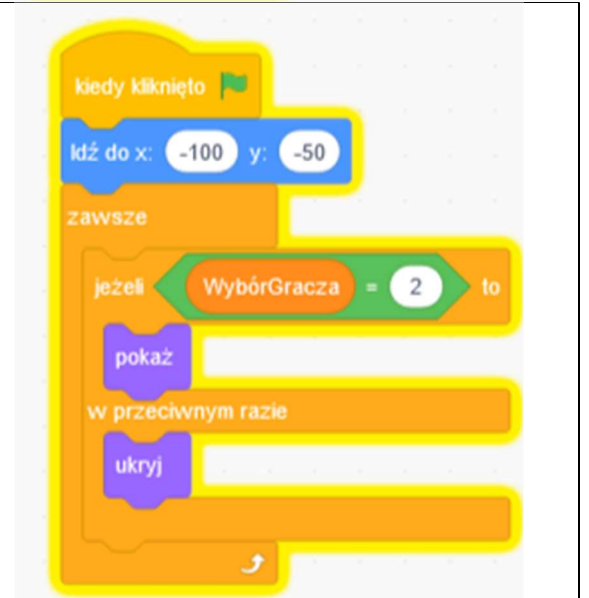 kiedy kliknięto
Idź do x: -100 y: -50
zawsze
jeżeli WybórGracza = 2 to
pokaż
w przeciwnym razie
ukryj